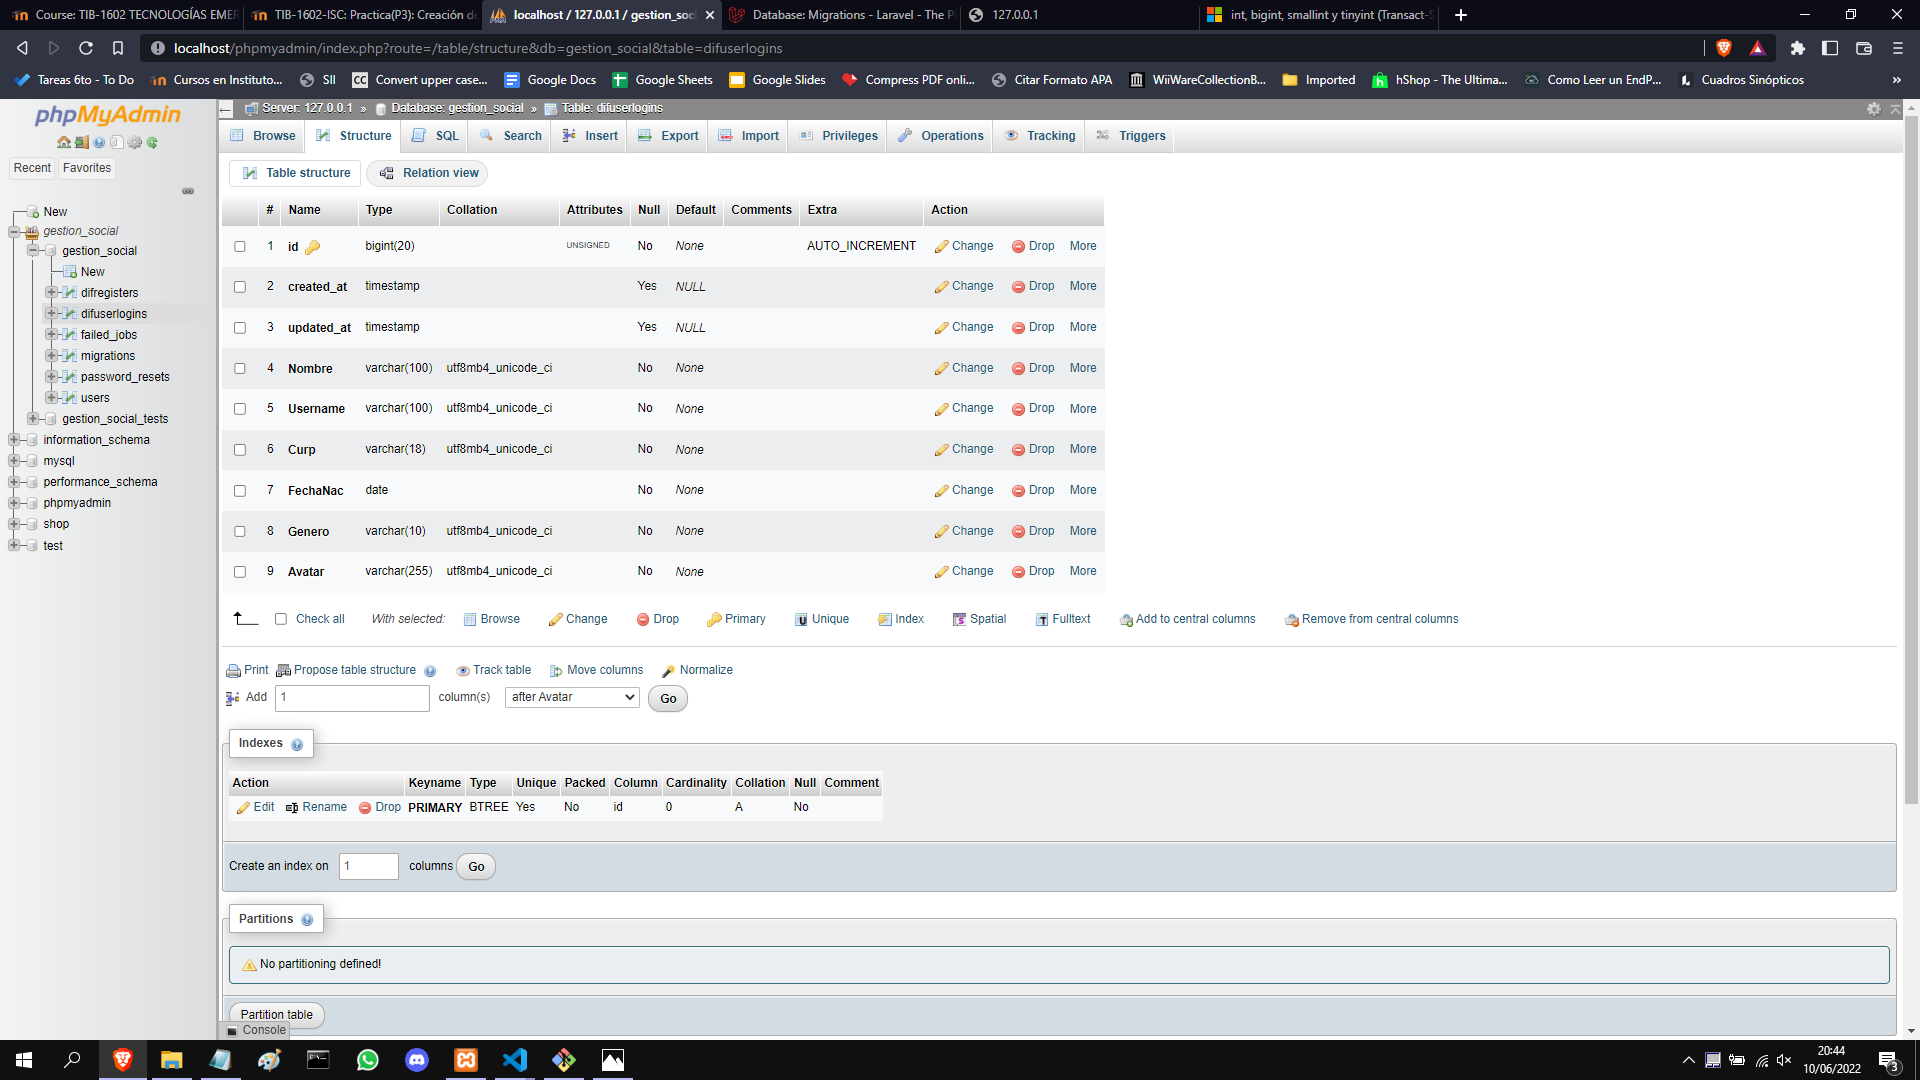 Course: TIB-1602 TECNOLOGÍAS EMER
TIB-1602-ISC: Practica(P3): Creación de
localhost / 127.0.0.1 / gestion_soci
Database: Migrations - Laravel - The P
127.0.0.1
int, bigint, smallint y tinyint (Transact-S
localhost/phpmyadmin/index.php?route=/table/structure&db=gestion_social&table=difuserlogins
Tareas 6to - To Do
Cursos en Instituto...
SII
CC Convert upper case...
Google Docs
Google Sheets
Google Slides
Compress PDF onli...
Citar Formato APA
WiiWareCollectionB...
Imported
hShop - The Ultima...
Como Leer un EndP...
Cuadros Sinópticos
»
phpMyAdmin
Recent Favorites
New
gestion_social
gestion_social
New
difregisters
difuserlogins
failed_jobs
migrations
password_resets
users
gestion_social_tests
information_schema
mysql
performance_schema
phpmyadmin
shop
test
Server: 127.0.0.1 » Database: gestion_social » Table: difuserlogins
Browse Structure SQL Search Insert Export Import Privileges Operations Tracking Triggers
Table structure Relation view
# Name Type Collation Attributes Null Default Comments Extra Action
1 id bigint(20) UNSIGNED No None AUTO_INCREMENT Change Drop More
2 created_at timestamp Yes NULL Change Drop More
3 updated_at timestamp Yes NULL Change Drop More
4 Nombre varchar(100) utf8mb4_unicode_ci No None Change Drop More
5 Username varchar(100) utf8mb4_unicode_ci No None Change Drop More
6 Curp varchar(18) utf8mb4_unicode_ci No None Change Drop More
7 FechaNac date No None Change Drop More
8 Genero varchar(10) utf8mb4_unicode_ci No None Change Drop More
9 Avatar varchar(255) utf8mb4_unicode_ci No None Change Drop More
Check all With selected: Browse Change Drop Primary Unique Index Spatial Fulltext Add to central columns Remove from central columns
Print Propose table structure Track table Move columns Normalize
Add 1 column(s) after Avatar Go
Indexes
Action Keyname Type Unique Packed Column Cardinality Collation Null Comment
Edit Rename Drop PRIMARY BTREE Yes No id 0 A No
Create an index on 1 columns Go
Partitions
No partitioning defined!
Partition table
Console
20:44
10/06/2022
3